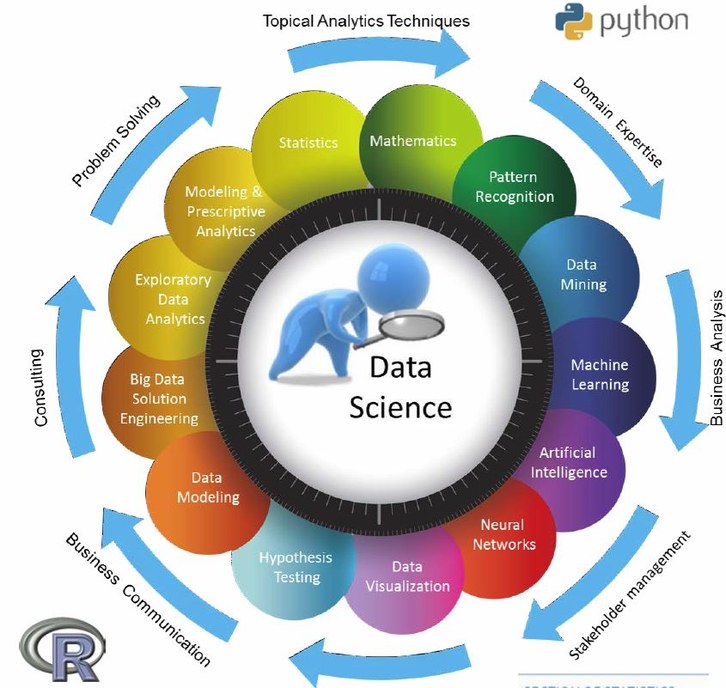 Topical Analytics Techniques
python
Domain Expertise
Problem Solving
Statistics
Mathematics
Pattern
Recognition
Modeling &
Prescriptive
Analytics
Data
Mining
Exploratory
Data
Analytics
Business Analysis
Machine
Learning
Data
Science
Consulting
Big Data
Solution
Engineering
Artificial
Intelligence
Data
Modeling
Neural
Networks
Hypothesis
Testing
Data
Visualization
Business Communication
Stakeholder management
R